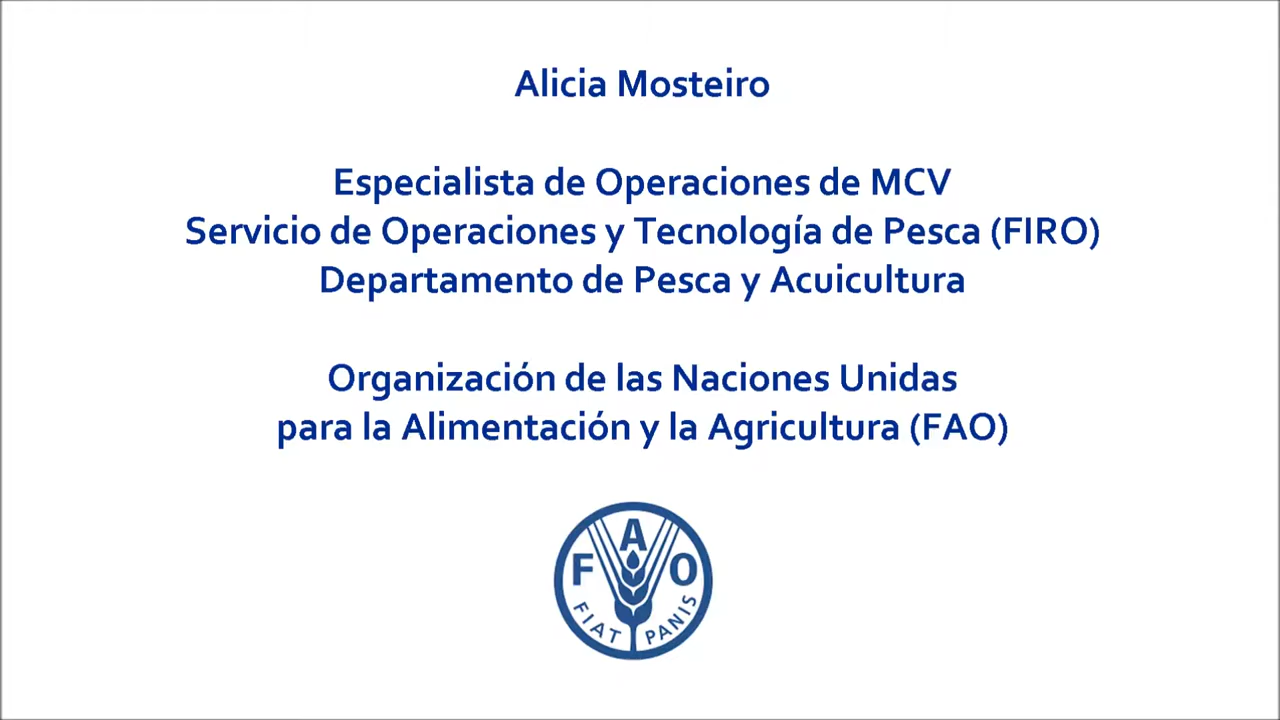 Alicia Mosteiro
Especialista de Operaciones de MCV
Servicio de Operaciones y Tecnología de Pesca (FIRO)
Departamento de Pesca y Acuicultura
Organización de las Naciones Unidas
para la Alimentación y la Agricultura (FAO)
F A O
FIAT PANIS